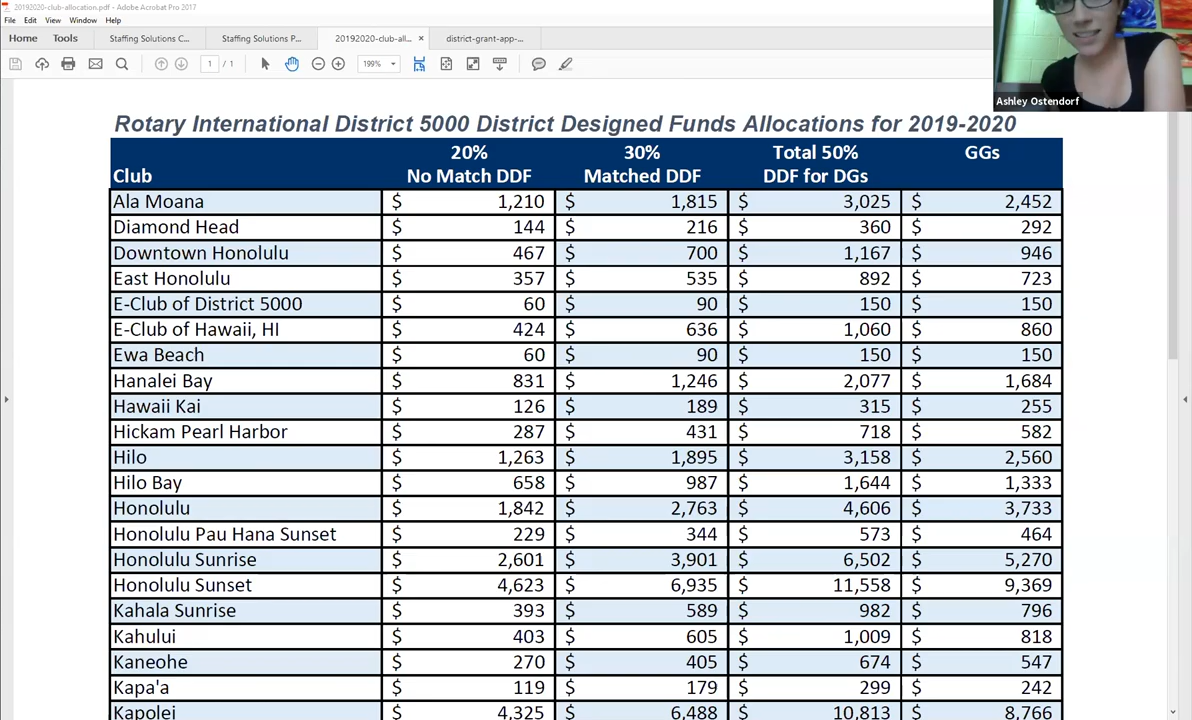 20192020-club-allocation.pdf - Adobe Acrobat Pro 2017
File Edit View Window Help
Home Tools Staffing Solutions C... Staffing Solutions P... 20192020-club-all... × district-grant-app-...
1 / 1 199%
Ashley Ostendorf
Rotary International District 5000 District Designed Funds Allocations for 2019-2020
20% 30% Total 50% GGs
Club No Match DDF Matched DDF DDF for DGs
Ala Moana $ 1,210 $ 1,815 $ 3,025 $ 2,452
Diamond Head $ 144 $ 216 $ 360 $ 292
Downtown Honolulu $ 467 $ 700 $ 1,167 $ 946
East Honolulu $ 357 $ 535 $ 892 $ 723
E-Club of District 5000 $ 60 $ 90 $ 150 $ 150
E-Club of Hawaii, HI $ 424 $ 636 $ 1,060 $ 860
Ewa Beach $ 60 $ 90 $ 150 $ 150
Hanalei Bay $ 831 $ 1,246 $ 2,077 $ 1,684
Hawaii Kai $ 126 $ 189 $ 315 $ 255
Hickam Pearl Harbor $ 287 $ 431 $ 718 $ 582
Hilo $ 1,263 $ 1,895 $ 3,158 $ 2,560
Hilo Bay $ 658 $ 987 $ 1,644 $ 1,333
Honolulu $ 1,842 $ 2,763 $ 4,606 $ 3,733
Honolulu Pau Hana Sunset $ 229 $ 344 $ 573 $ 464
Honolulu Sunrise $ 2,601 $ 3,901 $ 6,502 $ 5,270
Honolulu Sunset $ 4,623 $ 6,935 $ 11,558 $ 9,369
Kahala Sunrise $ 393 $ 589 $ 982 $ 796
Kahului $ 403 $ 605 $ 1,009 $ 818
Kaneohe $ 270 $ 405 $ 674 $ 547
Kapa'a $ 119 $ 179 $ 299 $ 242
Kapolei $ 4,325 $ 6,488 $ 10,813 $ 8,766